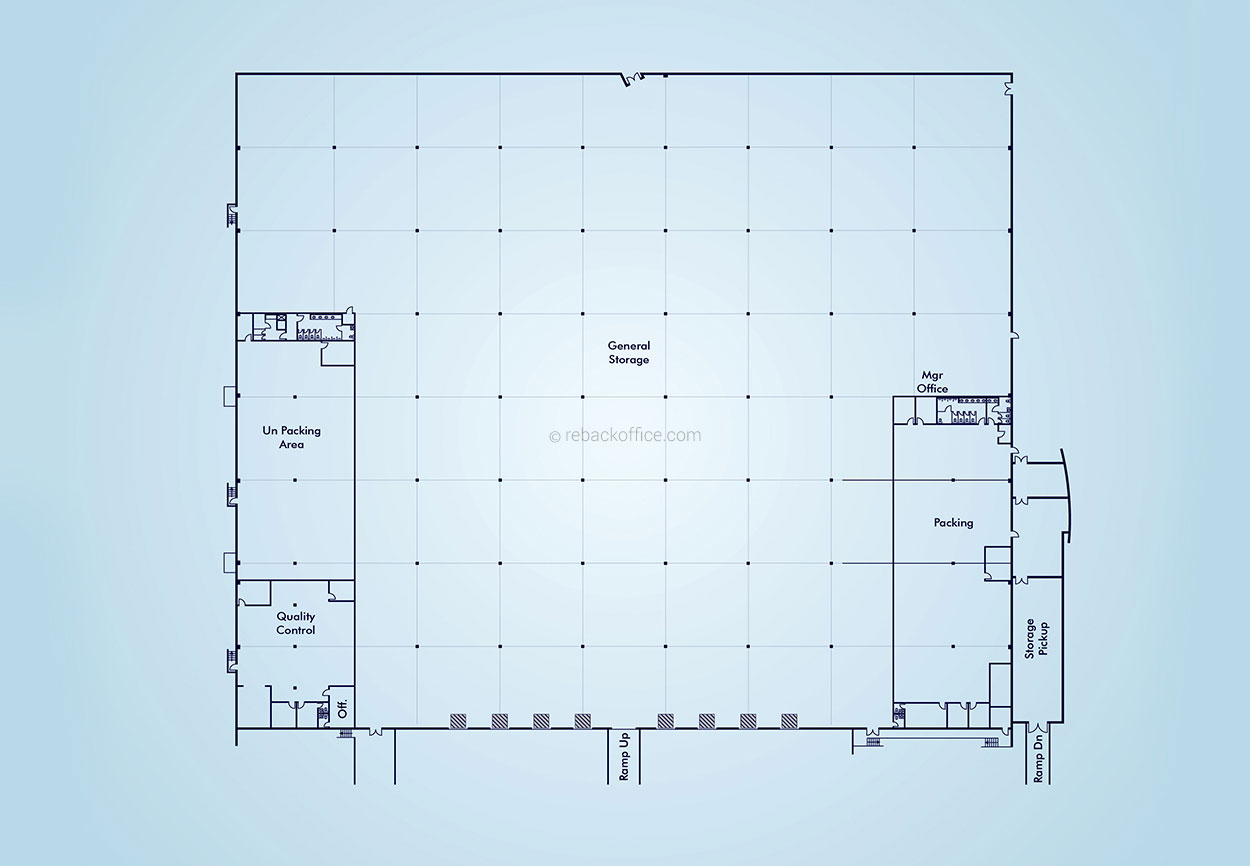 General
Storage
Mgr
Office
Un Packing
Area
© rebackoffice.com
Packing
Quality
Control
Storage
Pickup
Off.
Ramp Up
Ramp Dn